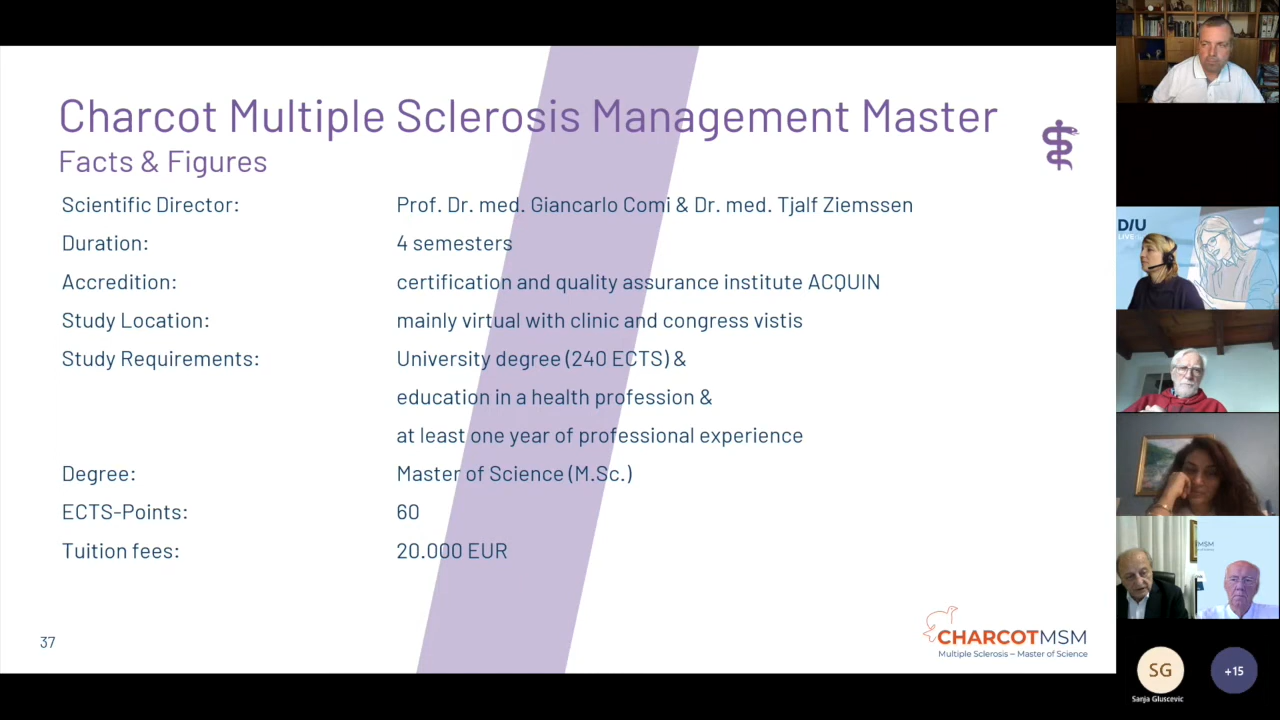 Charcot Multiple Sclerosis Management Master
Facts & Figures
Scientific Director: Prof. Dr. med. Giancarlo Comi & Dr. med. Tjalf Ziemssen
Duration: 4 semesters
Accredition: certification and quality assurance institute ACQUIN
Study Location: mainly virtual with clinic and congress vistis
Study Requirements: University degree (240 ECTS) &
education in a health profession &
at least one year of professional experience
Degree: Master of Science (M.Sc.)
ECTS-Points: 60
Tuition fees: 20.000 EUR
37
CHARCOTMSM
Multiple Sclerosis – Master of Science
DIU
LIVE
MSM
SG
Sanja Gluscevic
+15